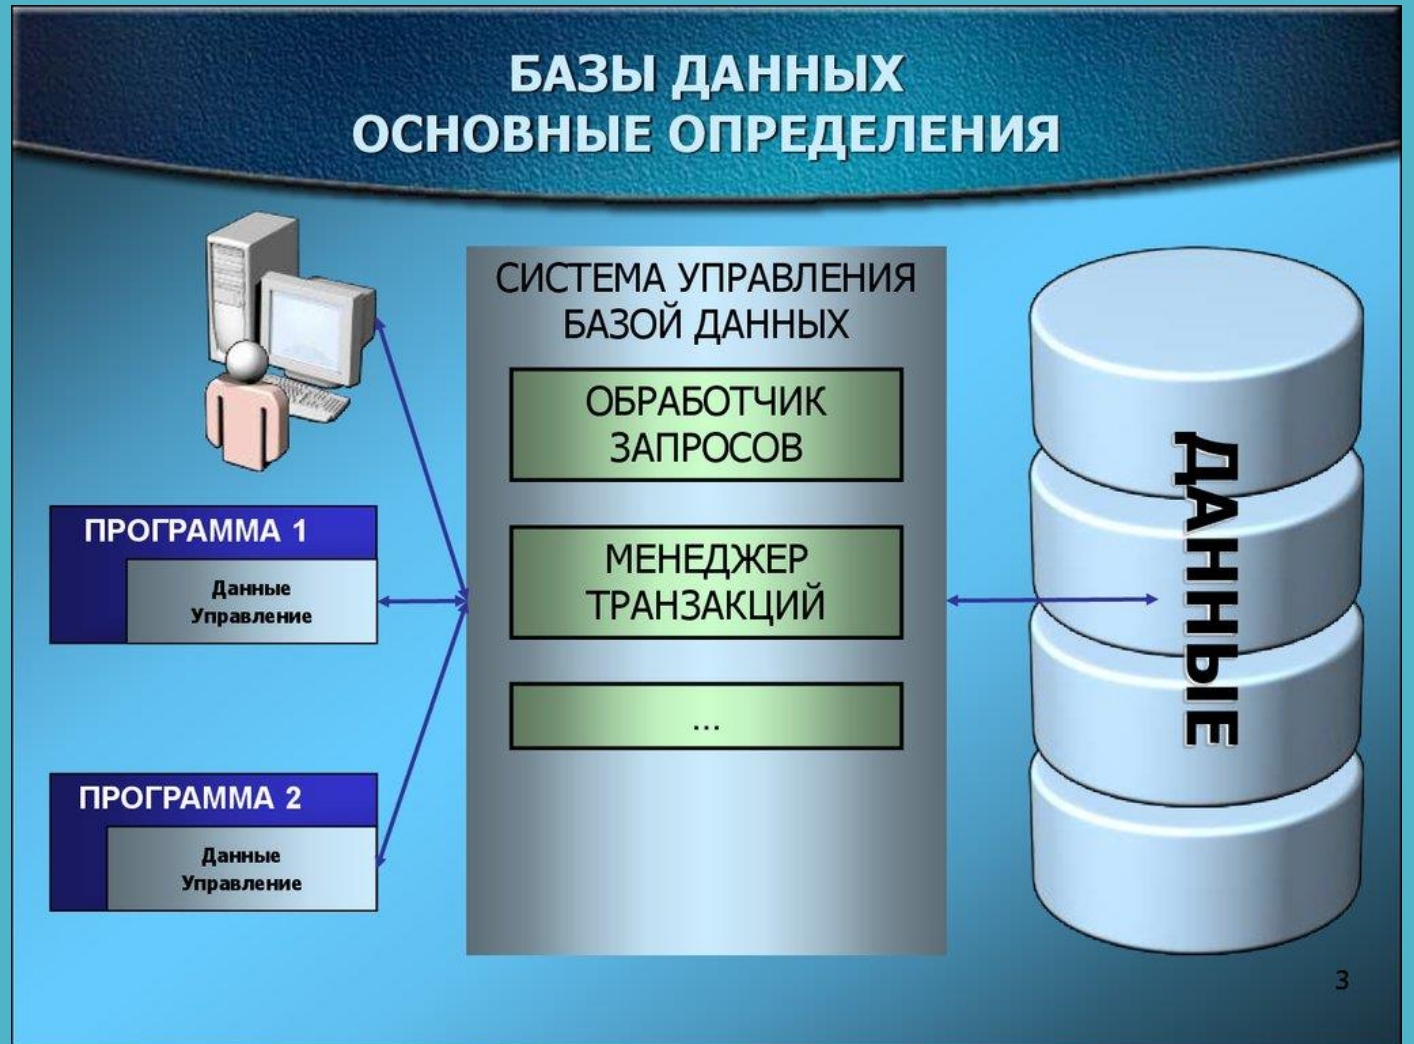 БАЗЫ ДАННЫХ
ОСНОВНЫЕ ОПРЕДЕЛЕНИЯ
СИСТЕМА УПРАВЛЕНИЯ
БАЗОЙ ДАННЫХ
ОБРАБОТЧИК
ЗАПРОСОВ
МЕНЕДЖЕР
ТРАНЗАКЦИЙ
...
ПРОГРАММА 1
Данные
Управление
ПРОГРАММА 2
Данные
Управление
ДАННЫЕ
3